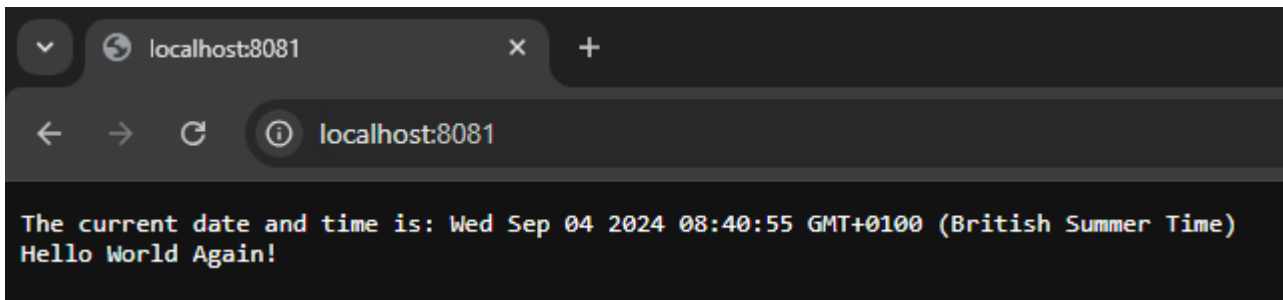 localhost:8081
localhost:8081
The current date and time is: Wed Sep 04 2024 08:40:55 GMT+0100 (British Summer Time)
Hello World Again!